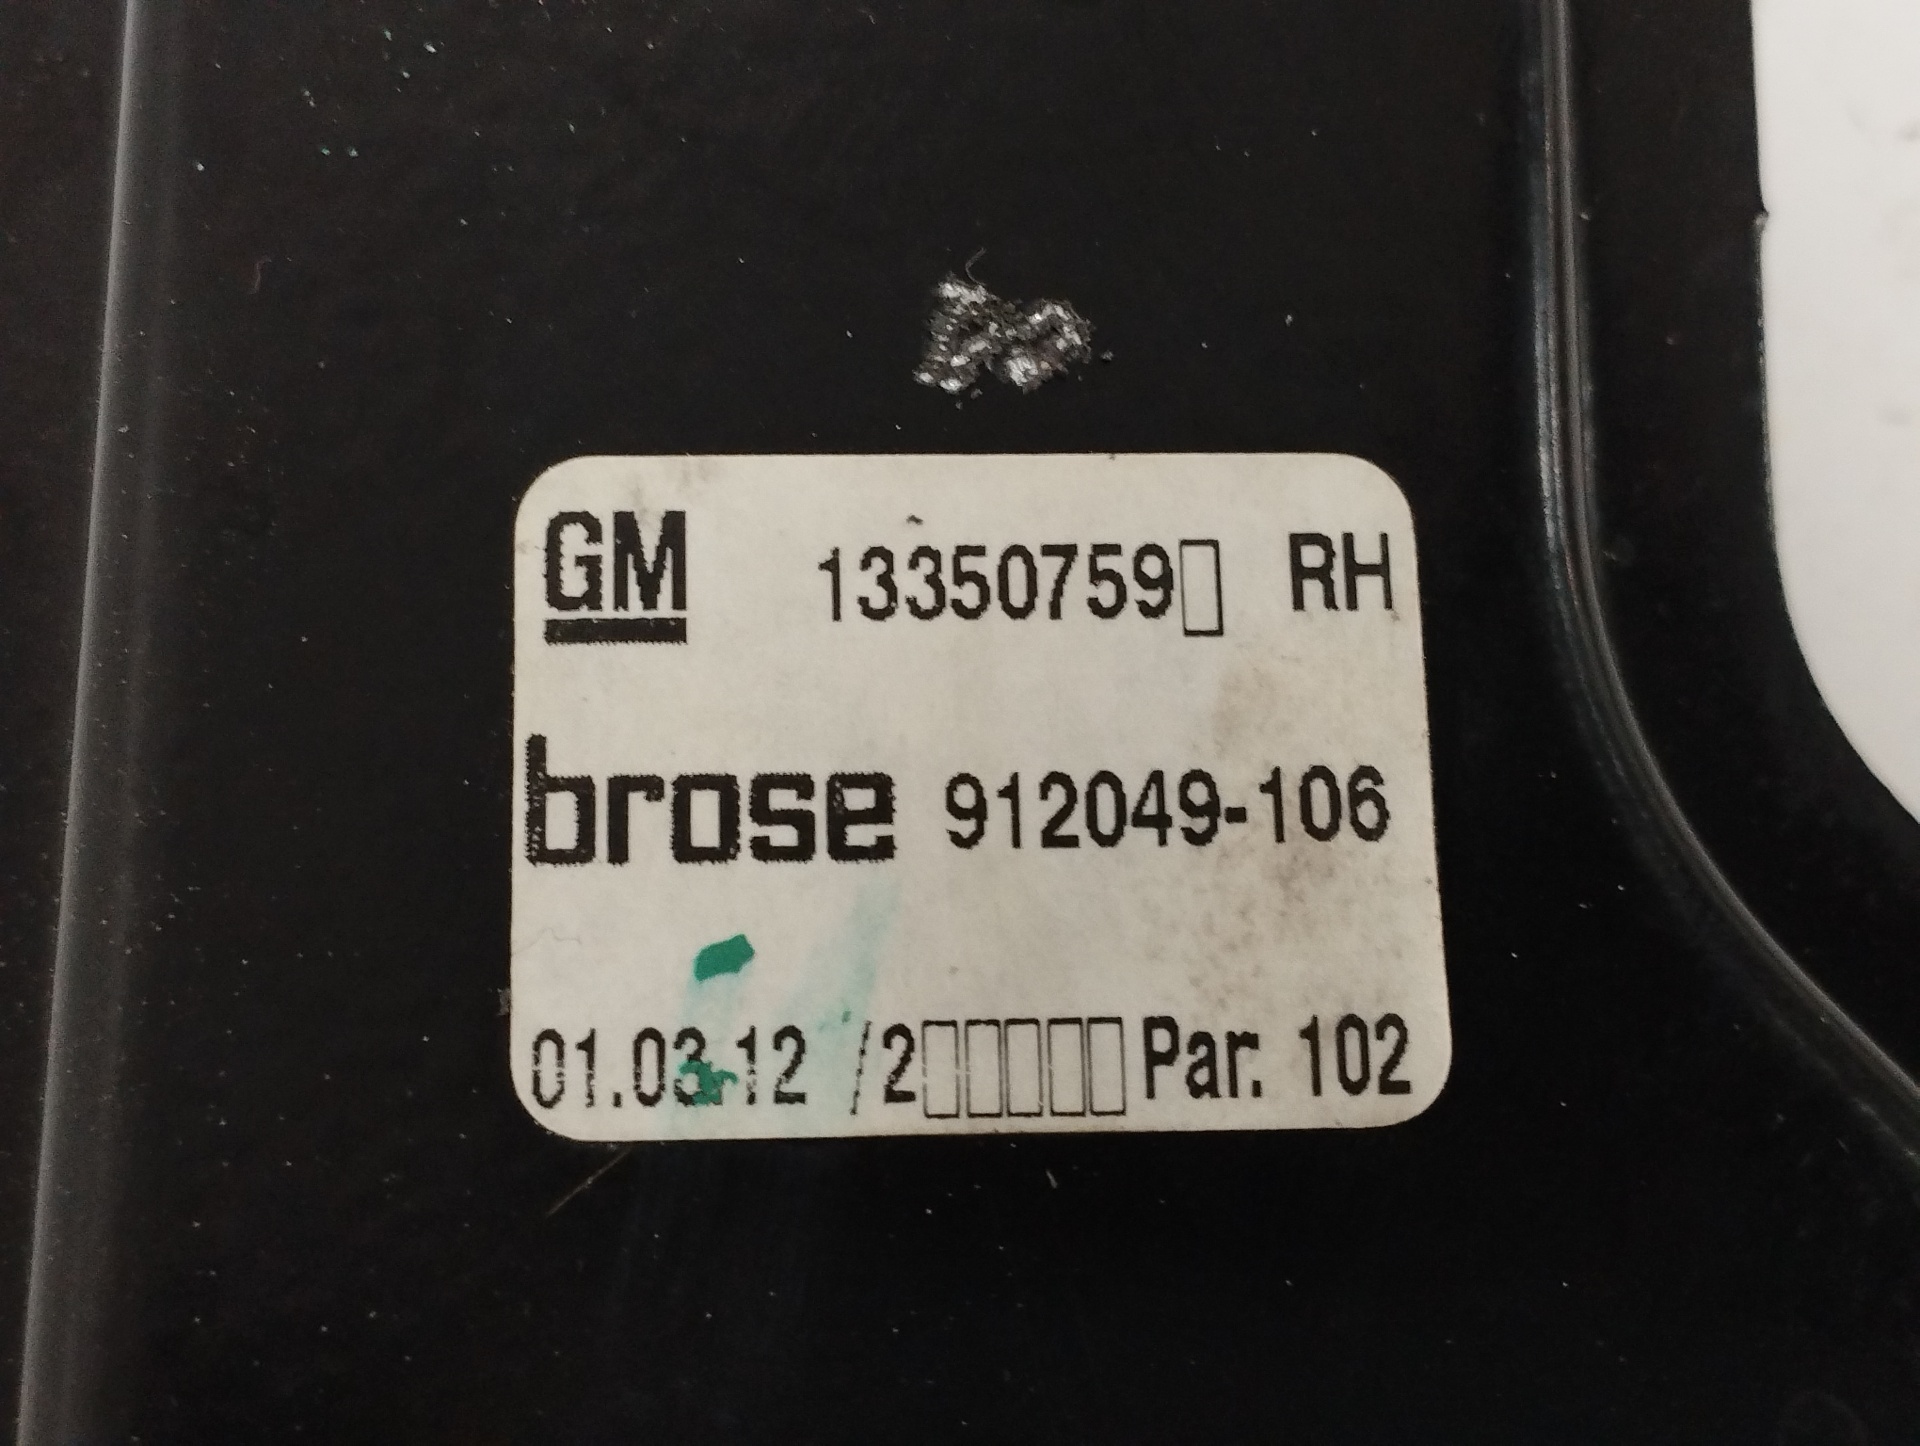 GM 13350759▯ RH
brose 912049-106
01.03.12 /2▯▯▯▯▯ Par. 102